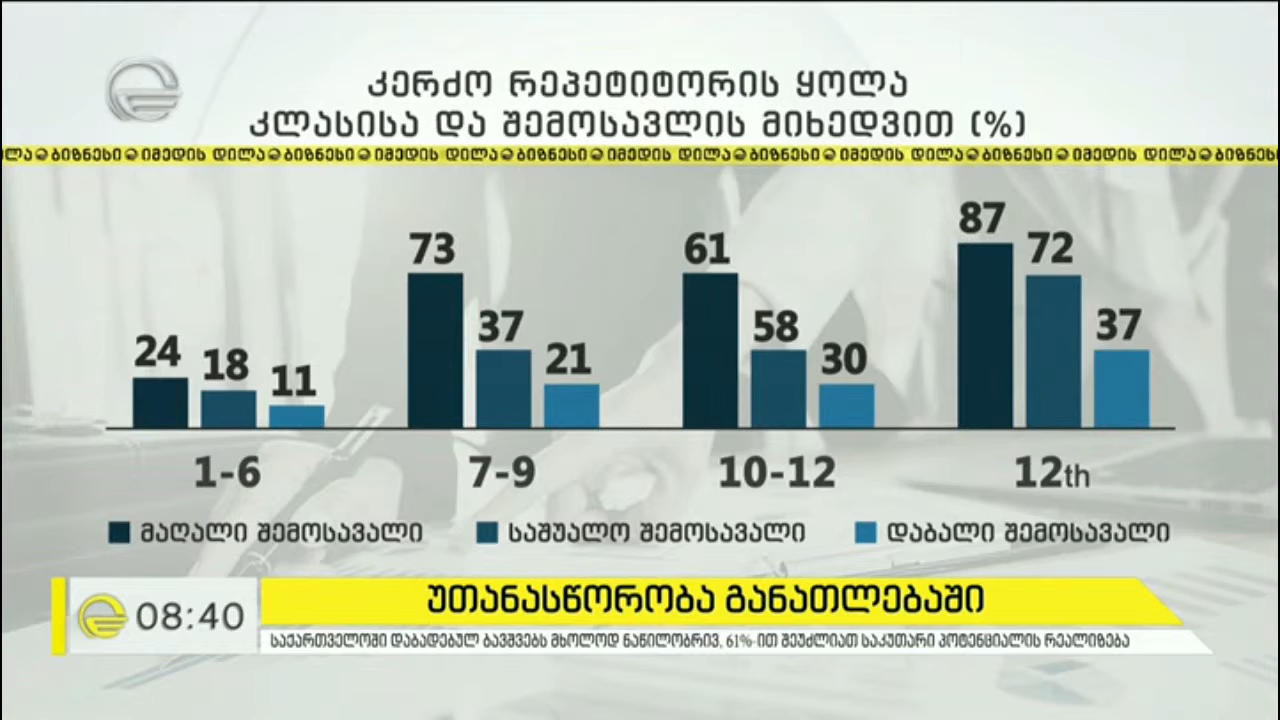 კერძო რეპეტიტორის ყოლა
კლასისა და შემოსავლის მიხედვით (%)
ილა ბიზნესი იმედის დილა ბიზნესი იმედის დილა ბიზნესი იმედის დილა ბიზნესი იმედის დილა ბიზნესი იმედის დილა ბიზნეს
24 18 11 73 37 21 61 58 30 87 72 37
1-6 7-9 10-12 12th
მაღალი შემოსავალი საშუალო შემოსავალი დაბალი შემოსავალი
08:40
უთანასწორობა განათლებაში
საქართველოში დაბადებულ ბავშვებს მხოლოდ ნაწილობრივ, 61%-ით შეუძლიათ საკუთარი პოტენციალის რეალიზება